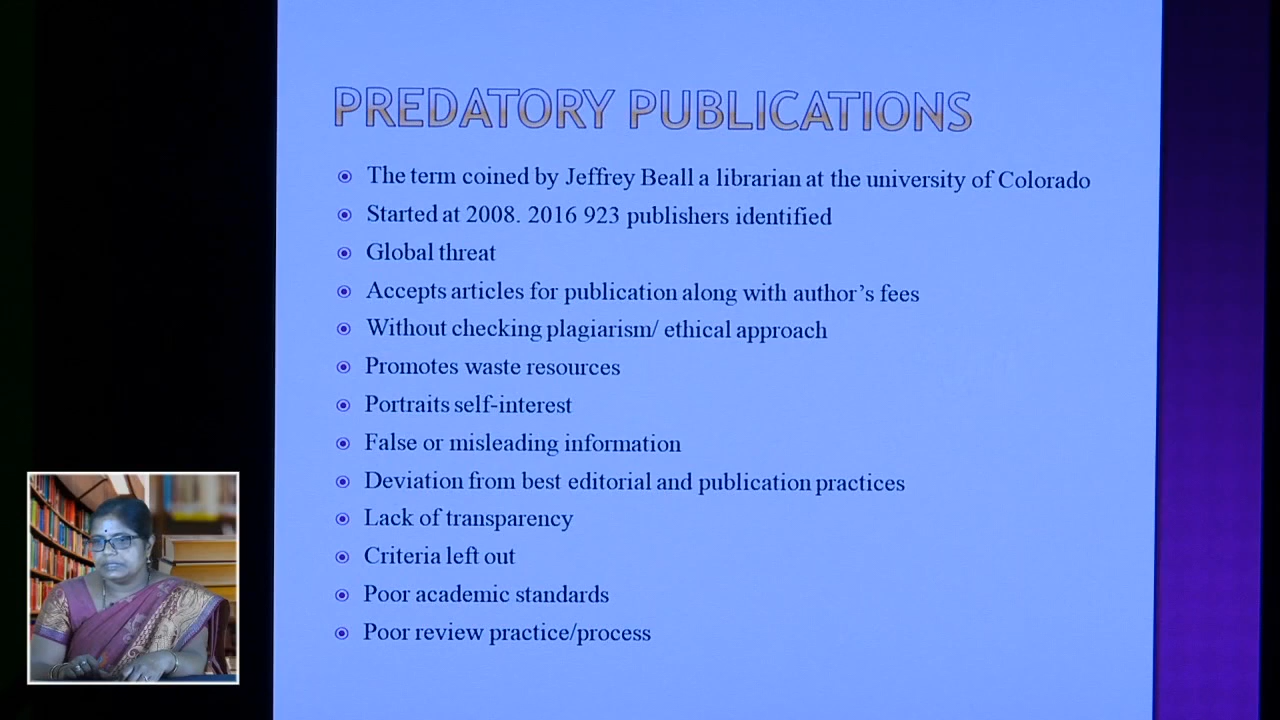 PREDATORY PUBLICATIONS
The term coined by Jeffrey Beall a librarian at the university of Colorado
Started at 2008. 2016 923 publishers identified
Global threat
Accepts articles for publication along with author’s fees
Without checking plagiarism/ ethical approach
Promotes waste resources
Portraits self-interest
False or misleading information
Deviation from best editorial and publication practices
Lack of transparency
Criteria left out
Poor academic standards
Poor review practice/process